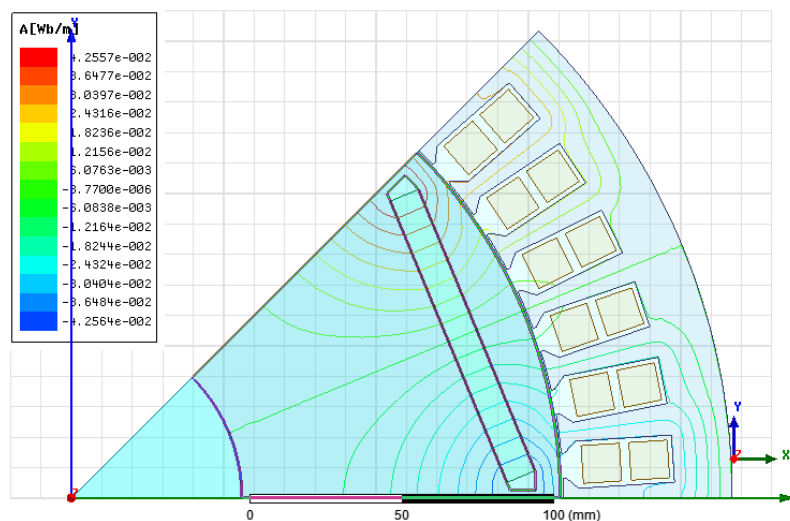 Y
A[Wb/m]
4.2557e-002
3.6477e-002
3.0397e-002
2.4316e-002
1.8236e-002
1.2156e-002
6.0763e-003
-3.7700e-006
-6.0838e-003
-1.2164e-002
-1.8244e-002
-2.4324e-002
-3.0404e-002
-3.6484e-002
-4.2564e-002
Y
X
Z
Z
0 50 100 (mm)